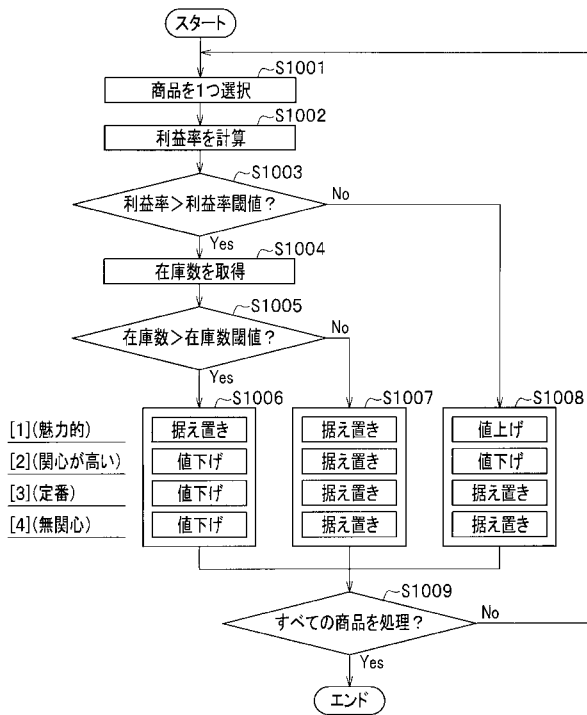 スタート
S1001
商品を1つ選択
S1002
利益率を計算
S1003
利益率>利益率閾値?
No
Yes
S1004
在庫数を取得
S1005
在庫数>在庫数閾値?
No
Yes
S1006
S1007
S1008
[1](魅力的)
据え置き
据え置き
値上げ
[2](関心が高い)
値下げ
据え置き
値下げ
[3](定番)
値下げ
据え置き
据え置き
[4](無関心)
値下げ
据え置き
据え置き
S1009
すべての商品を処理?
No
Yes
エンド